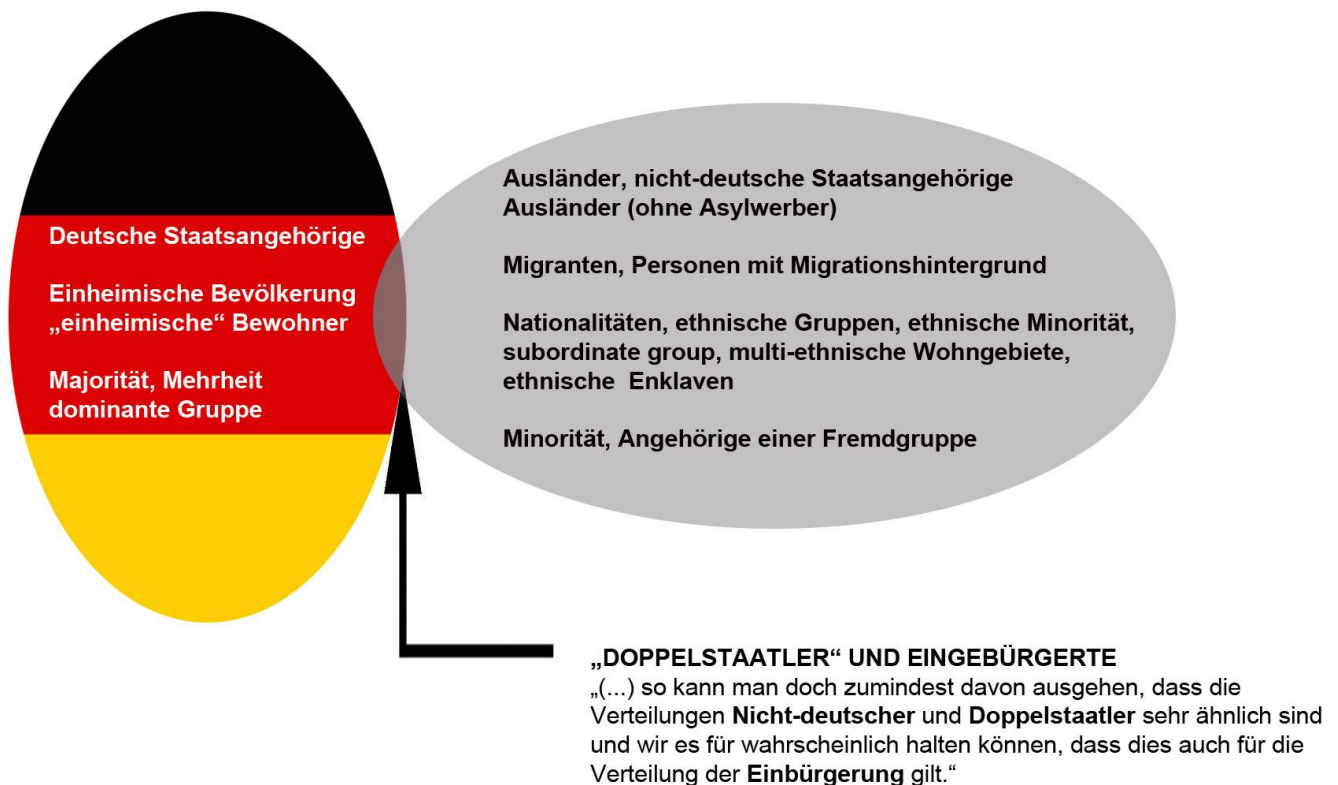 Deutsche Staatsangehörige
Einheimische Bevölkerung
„einheimische“ Bewohner
Majorität, Mehrheit
dominante Gruppe
Ausländer, nicht-deutsche Staatsangehörige
Ausländer (ohne Asylwerber)
Migranten, Personen mit Migrationshintergrund
Nationalitäten, ethnische Gruppen, ethnische Minorität,
subordinate group, multi-ethnische Wohngebiete,
ethnische Enklaven
Minorität, Angehörige einer Fremdgruppe
„DOPPELSTAATLER“ UND EINGEBÜRGERTE
„(...) so kann man doch zumindest davon ausgehen, dass die
Verteilungen Nicht-deutscher und Doppelstaatler sehr ähnlich sind
und wir es für wahrscheinlich halten können, dass dies auch für die
Verteilung der Einbürgerung gilt.“